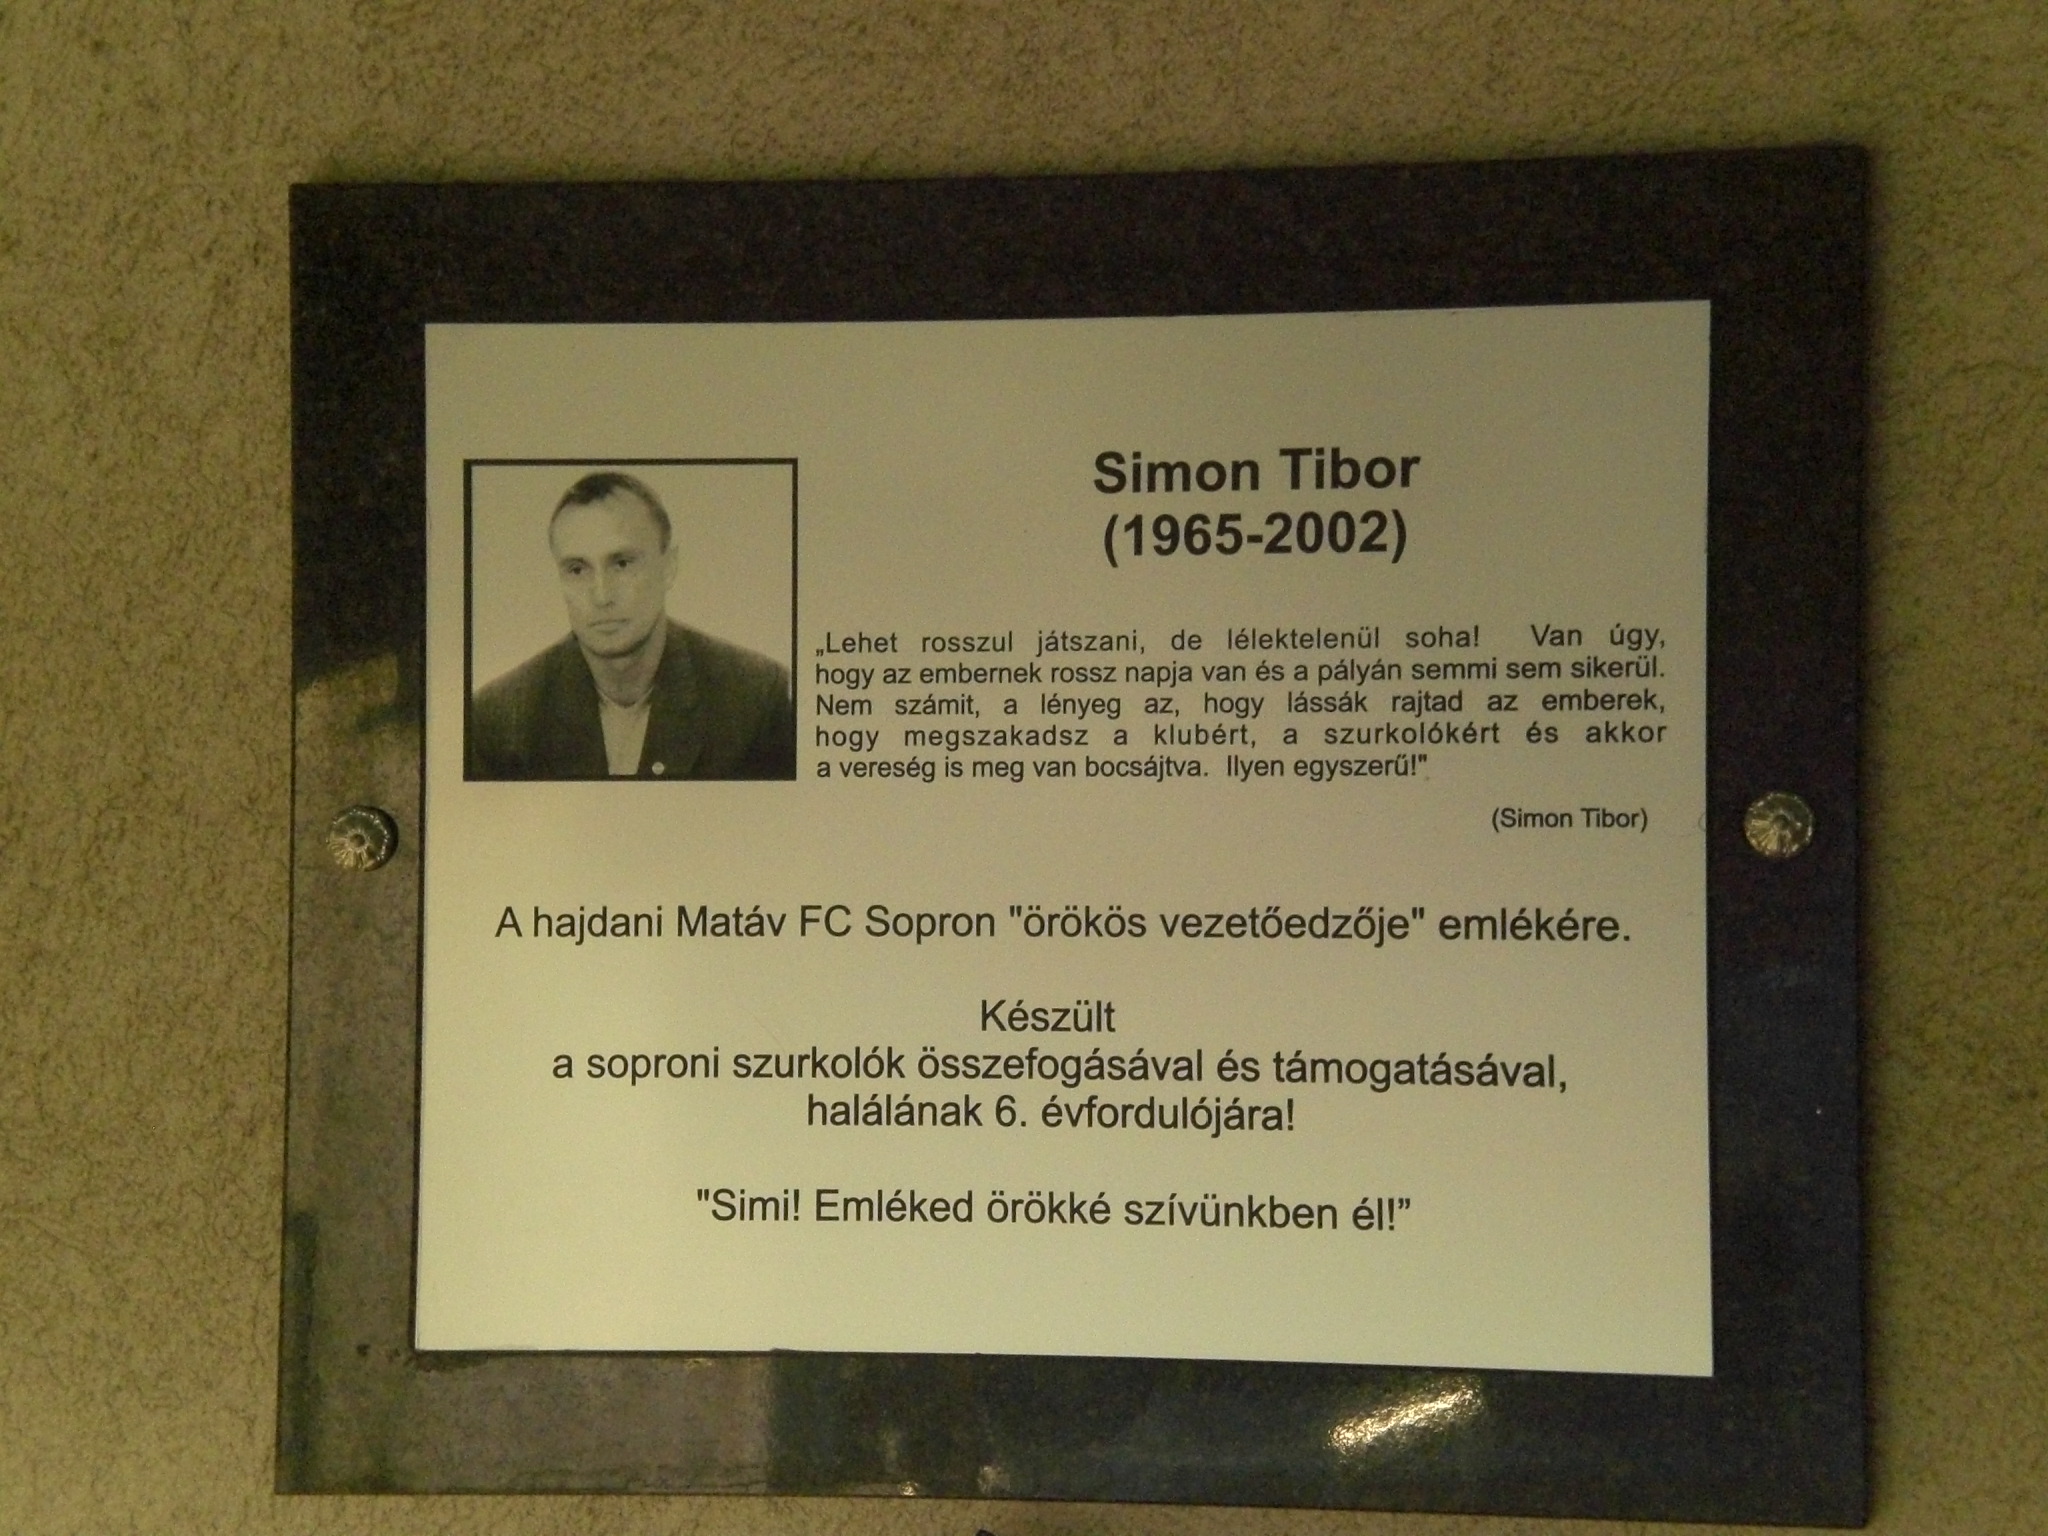 Simon Tibor
(1965-2002)
„Lehet rosszul játszani, de lélektelenül soha! Van úgy,
hogy az embernek rossz napja van és a pályán semmi sem sikerül.
Nem számit, a lényeg az, hogy lássák rajtad az emberek,
hogy megszakadsz a klubért, a szurkolókért és akkor
a vereség is meg van bocsájtva. Ilyen egyszerű!"
(Simon Tibor)
A hajdani Matáv FC Sopron "örökös vezetőedzője" emlékére.
Készült
a soproni szurkolók összefogásával és támogatásával,
halálának 6. évfordulójára!
"Simi! Emléked örökké szívünkben él!”